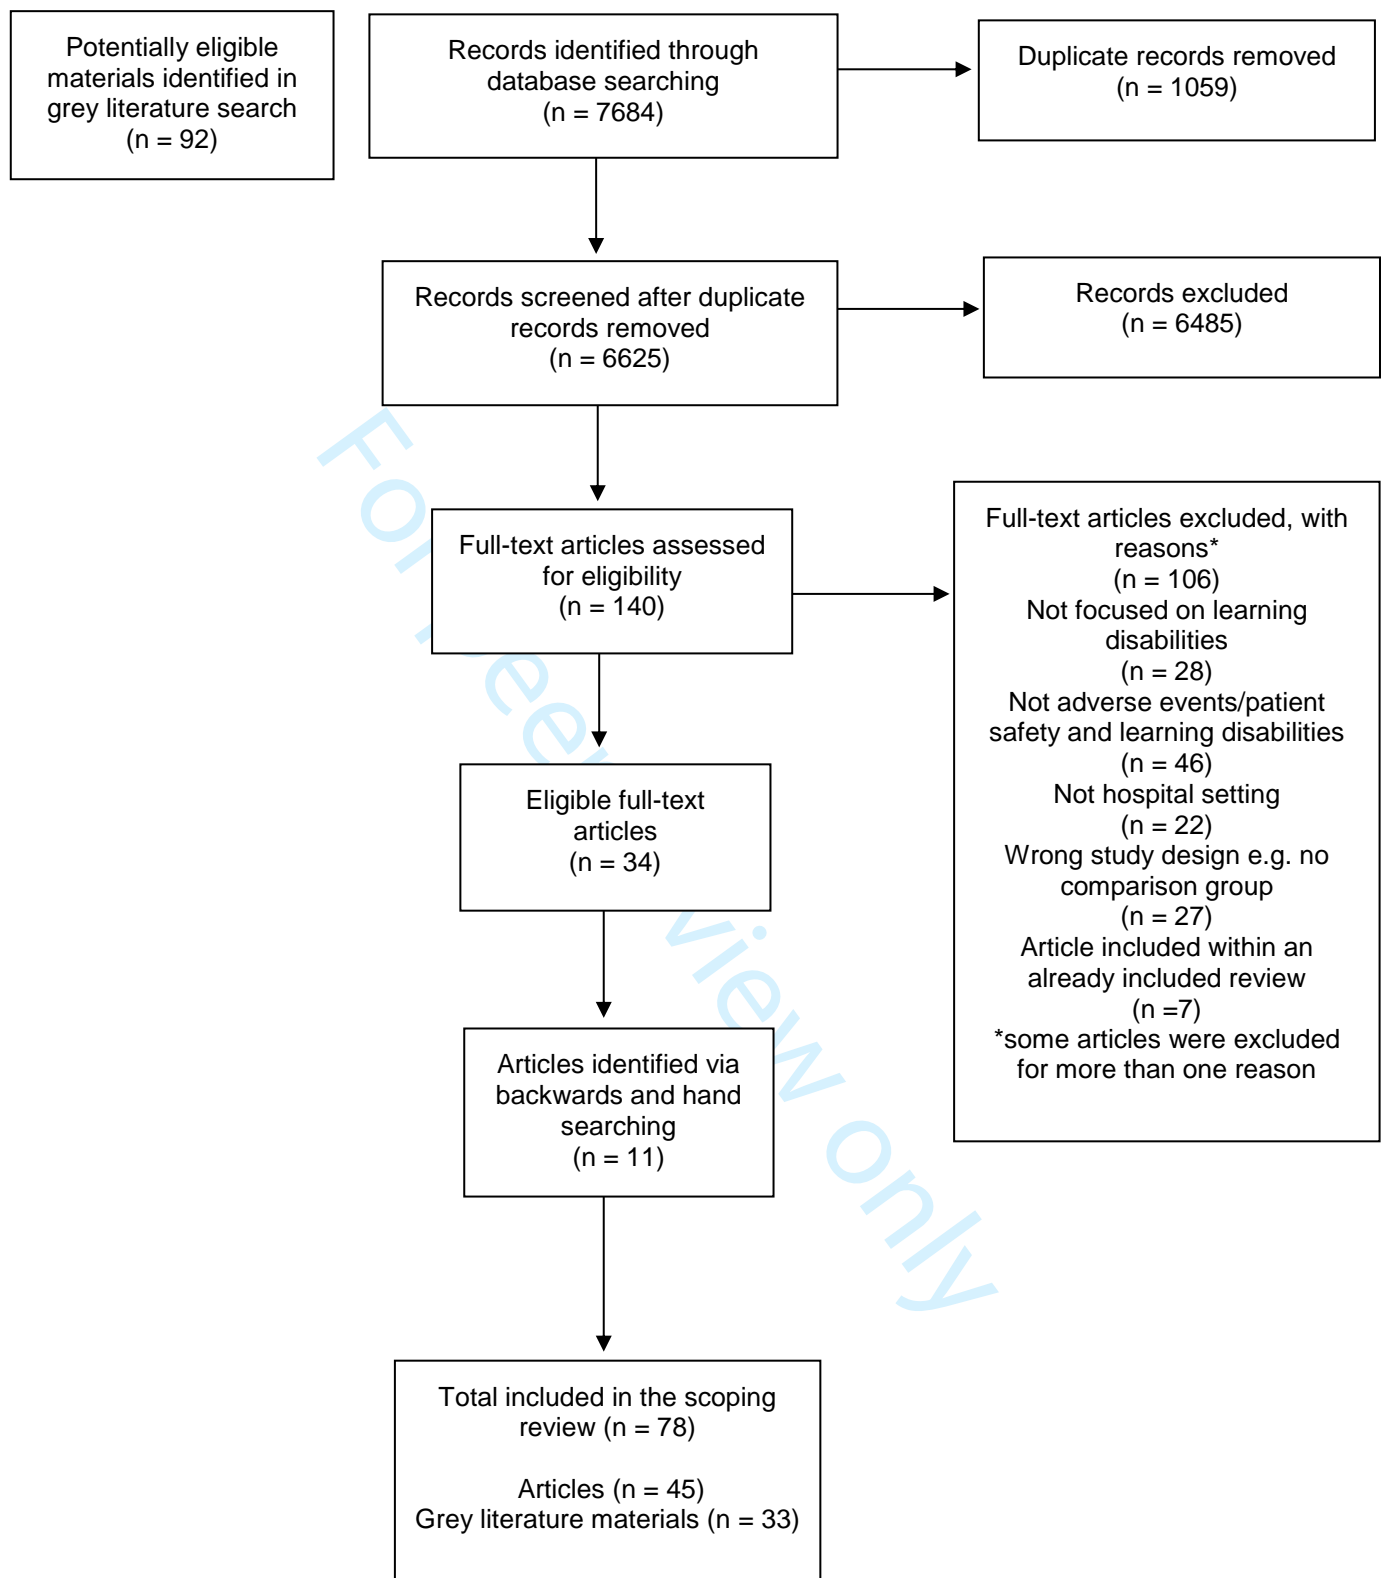 Potentially eligible
materials identified in
grey literature search
(n = 92)
Records identified through
database searching
(n = 7684)
Duplicate records removed
(n = 1059)
Records screened after duplicate
records removed
(n = 6625)
Records excluded
(n = 6485)
Full-text articles assessed
for eligibility
(n = 140)
Full-text articles excluded, with
reasons*
(n = 106)
Not focused on learning
disabilities
(n = 28)
Not adverse events/patient
safety and learning disabilities
(n = 46)
Not hospital setting
(n = 22)
Wrong study design e.g. no
comparison group
(n = 27)
Article included within an
already included review
(n =7)
*some articles were excluded
for more than one reason
Eligible full-text
articles
(n = 34)
Articles identified via
backwards and hand
searching
(n = 11)
Total included in the scoping
review (n = 78)
Articles (n = 45)
Grey literature materials (n = 33)
For peer review only